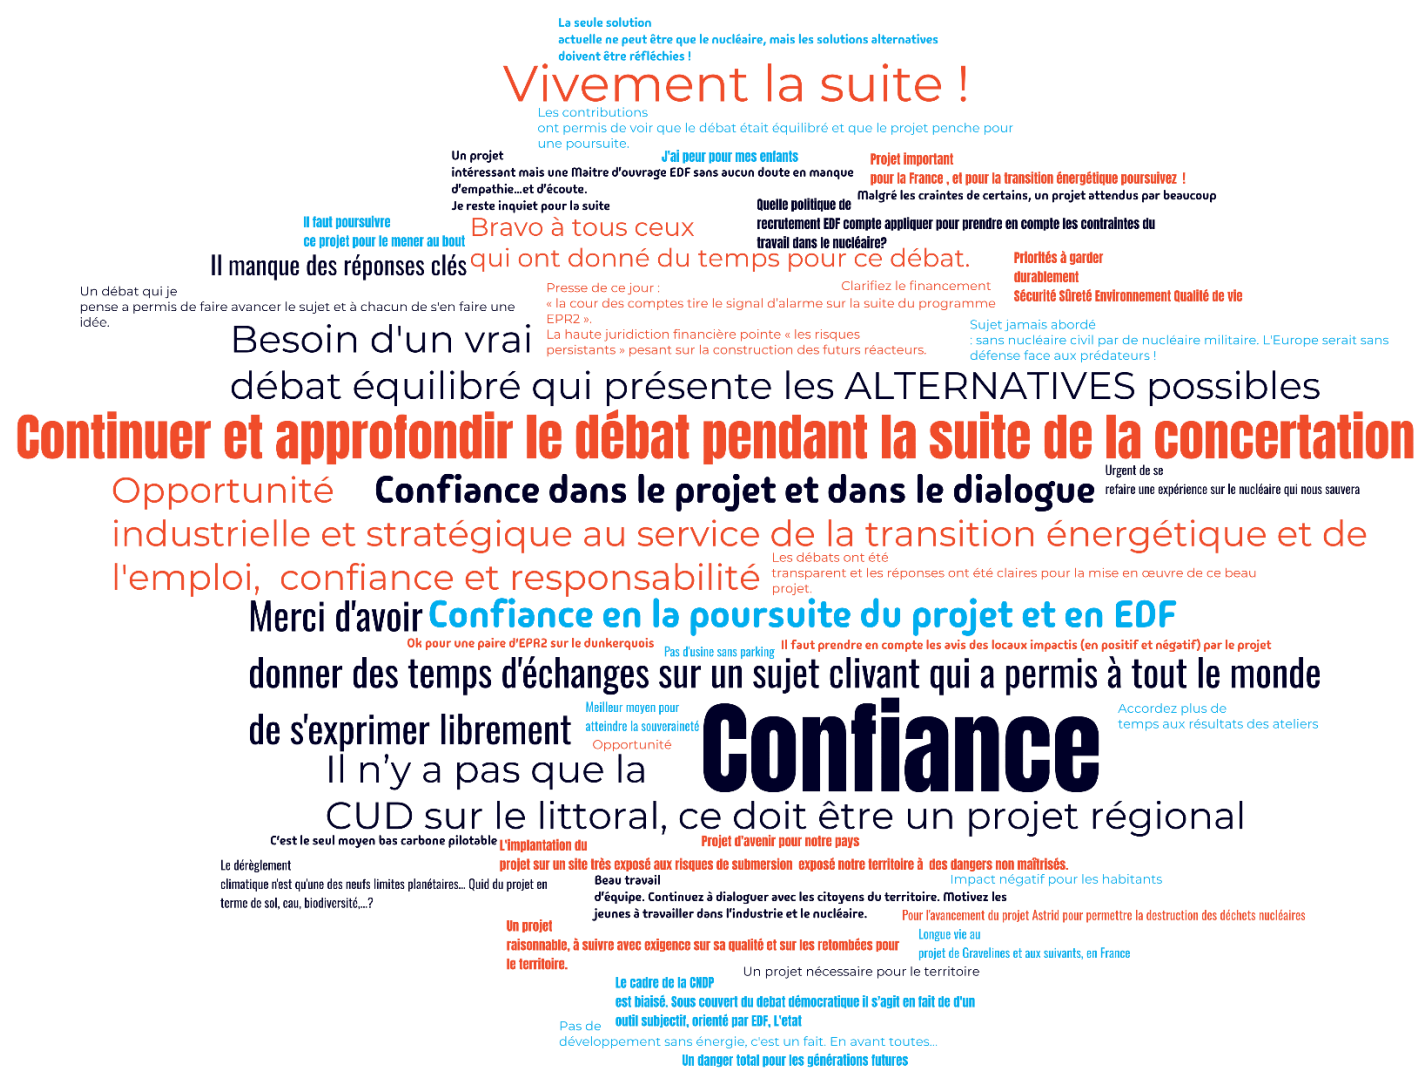 La seule solution
actuelle ne peut être que le nucléaire, mais les solutions alternatives
doivent être réfléchies !
Vivement la suite !
Les contributions
ont permis de voir que le débat était équilibré et que le projet penche pour
une poursuite.
Un projet
intéressant mais une Maitre d'ouvrage EDF sans aucun doute en manque
d'empathie...et d'écoute.
Je reste inquiet pour la suite
J'ai peur pour mes enfants
Projet important
pour la France , et pour la transition énergétique poursuivez !
Malgré les craintes de certains, un projet attendus par beaucoup
Quelle politique de
recrutement EDF compte appliquer pour prendre en compte les contraintes du
travail dans le nucléaire?
Il faut poursuivre
ce projet pour le mener au bout
Bravo à tous ceux
qui ont donné du temps pour ce débat.
Il manque des réponses clés
Priorités à garder
durablement
Sécurité Sûreté Environnement Qualité de vie
Un débat qui je
pense a permis de faire avancer le sujet et à chacun de s'en faire une
idée.
Presse de ce jour :
« la cour des comptes tire le signal d'alarme sur la suite du programme
EPR2 ».
La haute juridiction financière pointe « les risques
persistants » pesant sur la construction des futurs réacteurs.
Clarifiez le financement
Sujet jamais abordé
: sans nucléaire civil par de nucléaire militaire. L'Europe serait sans
défense face aux prédateurs !
Besoin d'un vrai
débat équilibré qui présente les ALTERNATIVES possibles
Continuer et approfondir le débat pendant la suite de la concertation
Opportunité
industrielle et stratégique au service de la transition énergétique et de
l'emploi, confiance et responsabilité
Confiance dans le projet et dans le dialogue
Urgent de se
refaire une expérience sur le nucléaire qui nous sauvera
Les débats ont été
transparent et les réponses ont été claires pour la mise en œuvre de ce beau
projet.
Merci d'avoir
donner des temps d'échanges sur un sujet clivant qui a permis à tout le monde
de s'exprimer librement
Confiance en la poursuite du projet et en EDF
Ok pour une paire d'EPR2 sur le dunkerquois
Pas d'usine sans parking
Il faut prendre en compte les avis des locaux impactis (en positif et négatif) par le projet
Meilleur moyen pour
atteindre la souveraineté
Opportunité
Confiance
Accordez plus de
temps aux résultats des ateliers
Il n'y a pas que la
CUD sur le littoral, ce doit être un projet régional
C'est le seul moyen bas carbone pilotable
L'implantation du
projet sur un site très exposé aux risques de submersion exposé notre territoire à des dangers non maîtrisés.
Projet d'avenir pour notre pays
Le dérèglement
climatique n'est qu'une des neufs limites planétaires... Quid du projet en
terme de sol, eau, biodiversité,...?
Beau travail
d'équipe. Continuez à dialoguer avec les citoyens du territoire. Motivez les
jeunes à travailler dans l'industrie et le nucléaire.
Impact négatif pour les habitants
Pour l'avancement du projet Astrid pour permettre la destruction des déchets nucléaires
Un projet
raisonnable, à suivre avec exigence sur sa qualité et sur les retombées pour
le territoire.
Longue vie au
projet de Gravelines et aux suivants, en France
Un projet nécessaire pour le territoire
Le cadre de la CNDP
est biaisé. Sous couvert du debat démocratique il s'agit en fait de d'un
outil subjectif, orienté par EDF, L'etat
Pas de
développement sans énergie, c'est un fait. En avant toutes...
Un danger total pour les générations futures